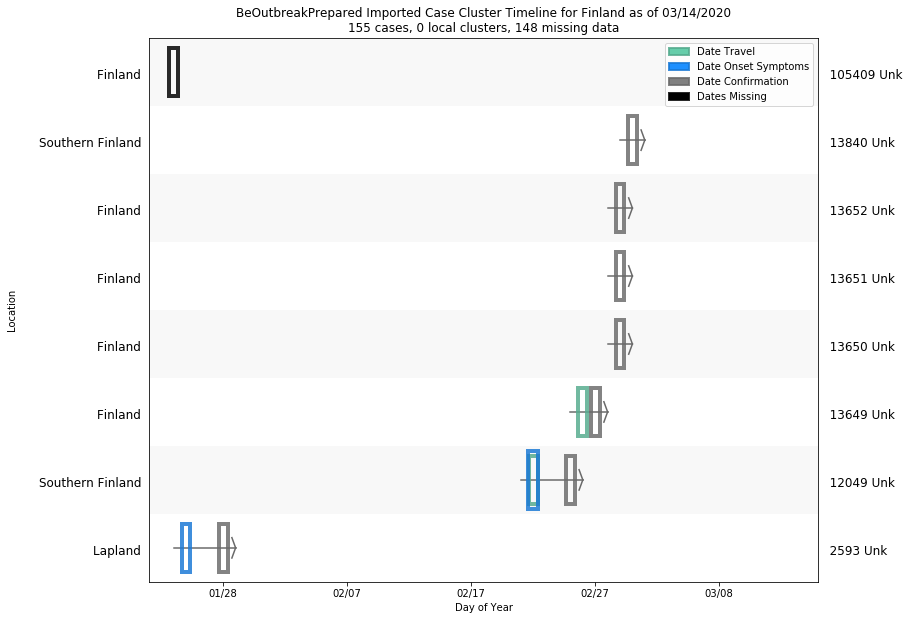 BeOutbreakPrepared Imported Case Cluster Timeline for Finland as of 03/14/2020
155 cases, 0 local clusters, 148 missing data
Date Travel
Date Onset Symptoms
Date Confirmation
Dates Missing
Finland
105409 Unk
Southern Finland
13840 Unk
Finland
13652 Unk
Finland
13651 Unk
Finland
13650 Unk
Finland
13649 Unk
Southern Finland
12049 Unk
Lapland
2593 Unk
Location
01/28
02/07
02/17
02/27
03/08
Day of Year